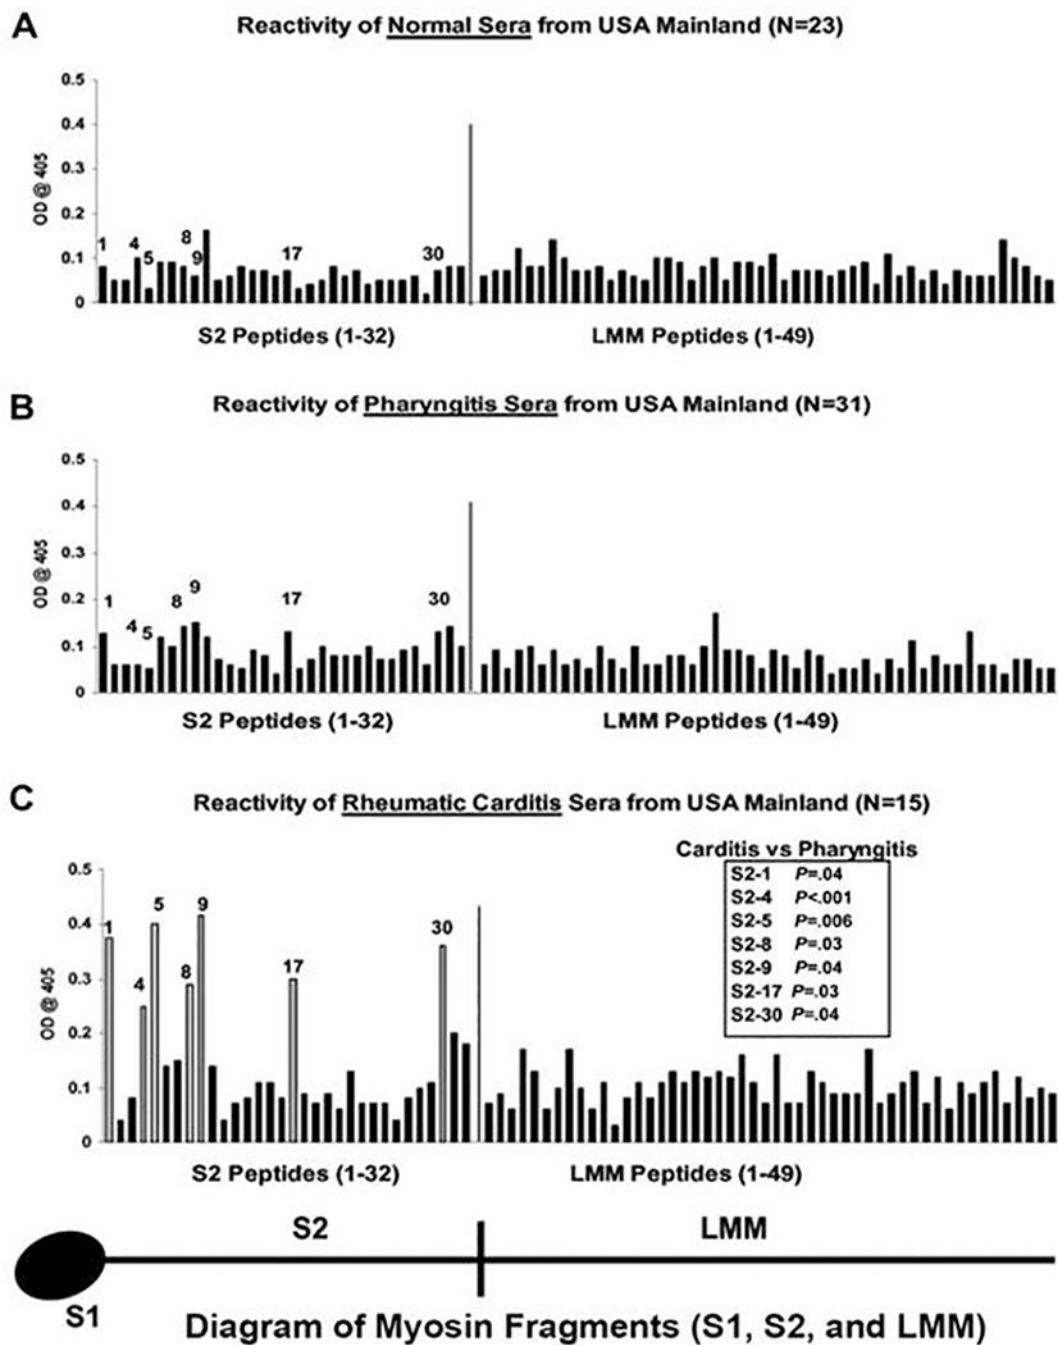 A
Reactivity of Normal Sera from USA Mainland (N=23)
0.5
0.4
0.3
0.2
0.1
0
OD @ 405
1 4 5 8 9 17 30
S2 Peptides (1-32) LMM Peptides (1-49)
B
Reactivity of Pharyngitis Sera from USA Mainland (N=31)
0.5
0.4
0.3
0.2
0.1
0
OD @ 405
1 4 5 8 9 17 30
S2 Peptides (1-32) LMM Peptides (1-49)
C
Reactivity of Rheumatic Carditis Sera from USA Mainland (N=15)
Carditis vs Pharyngitis
S2-1 P=.04
S2-4 P<.001
S2-5 P=.006
S2-8 P=.03
S2-9 P=.04
S2-17 P=.03
S2-30 P=.04
0.5
0.4
0.3
0.2
0.1
0
OD @ 405
1 4 5 8 9 17 30
S2 Peptides (1-32) LMM Peptides (1-49)
S2 LMM
S1
Diagram of Myosin Fragments (S1, S2, and LMM)